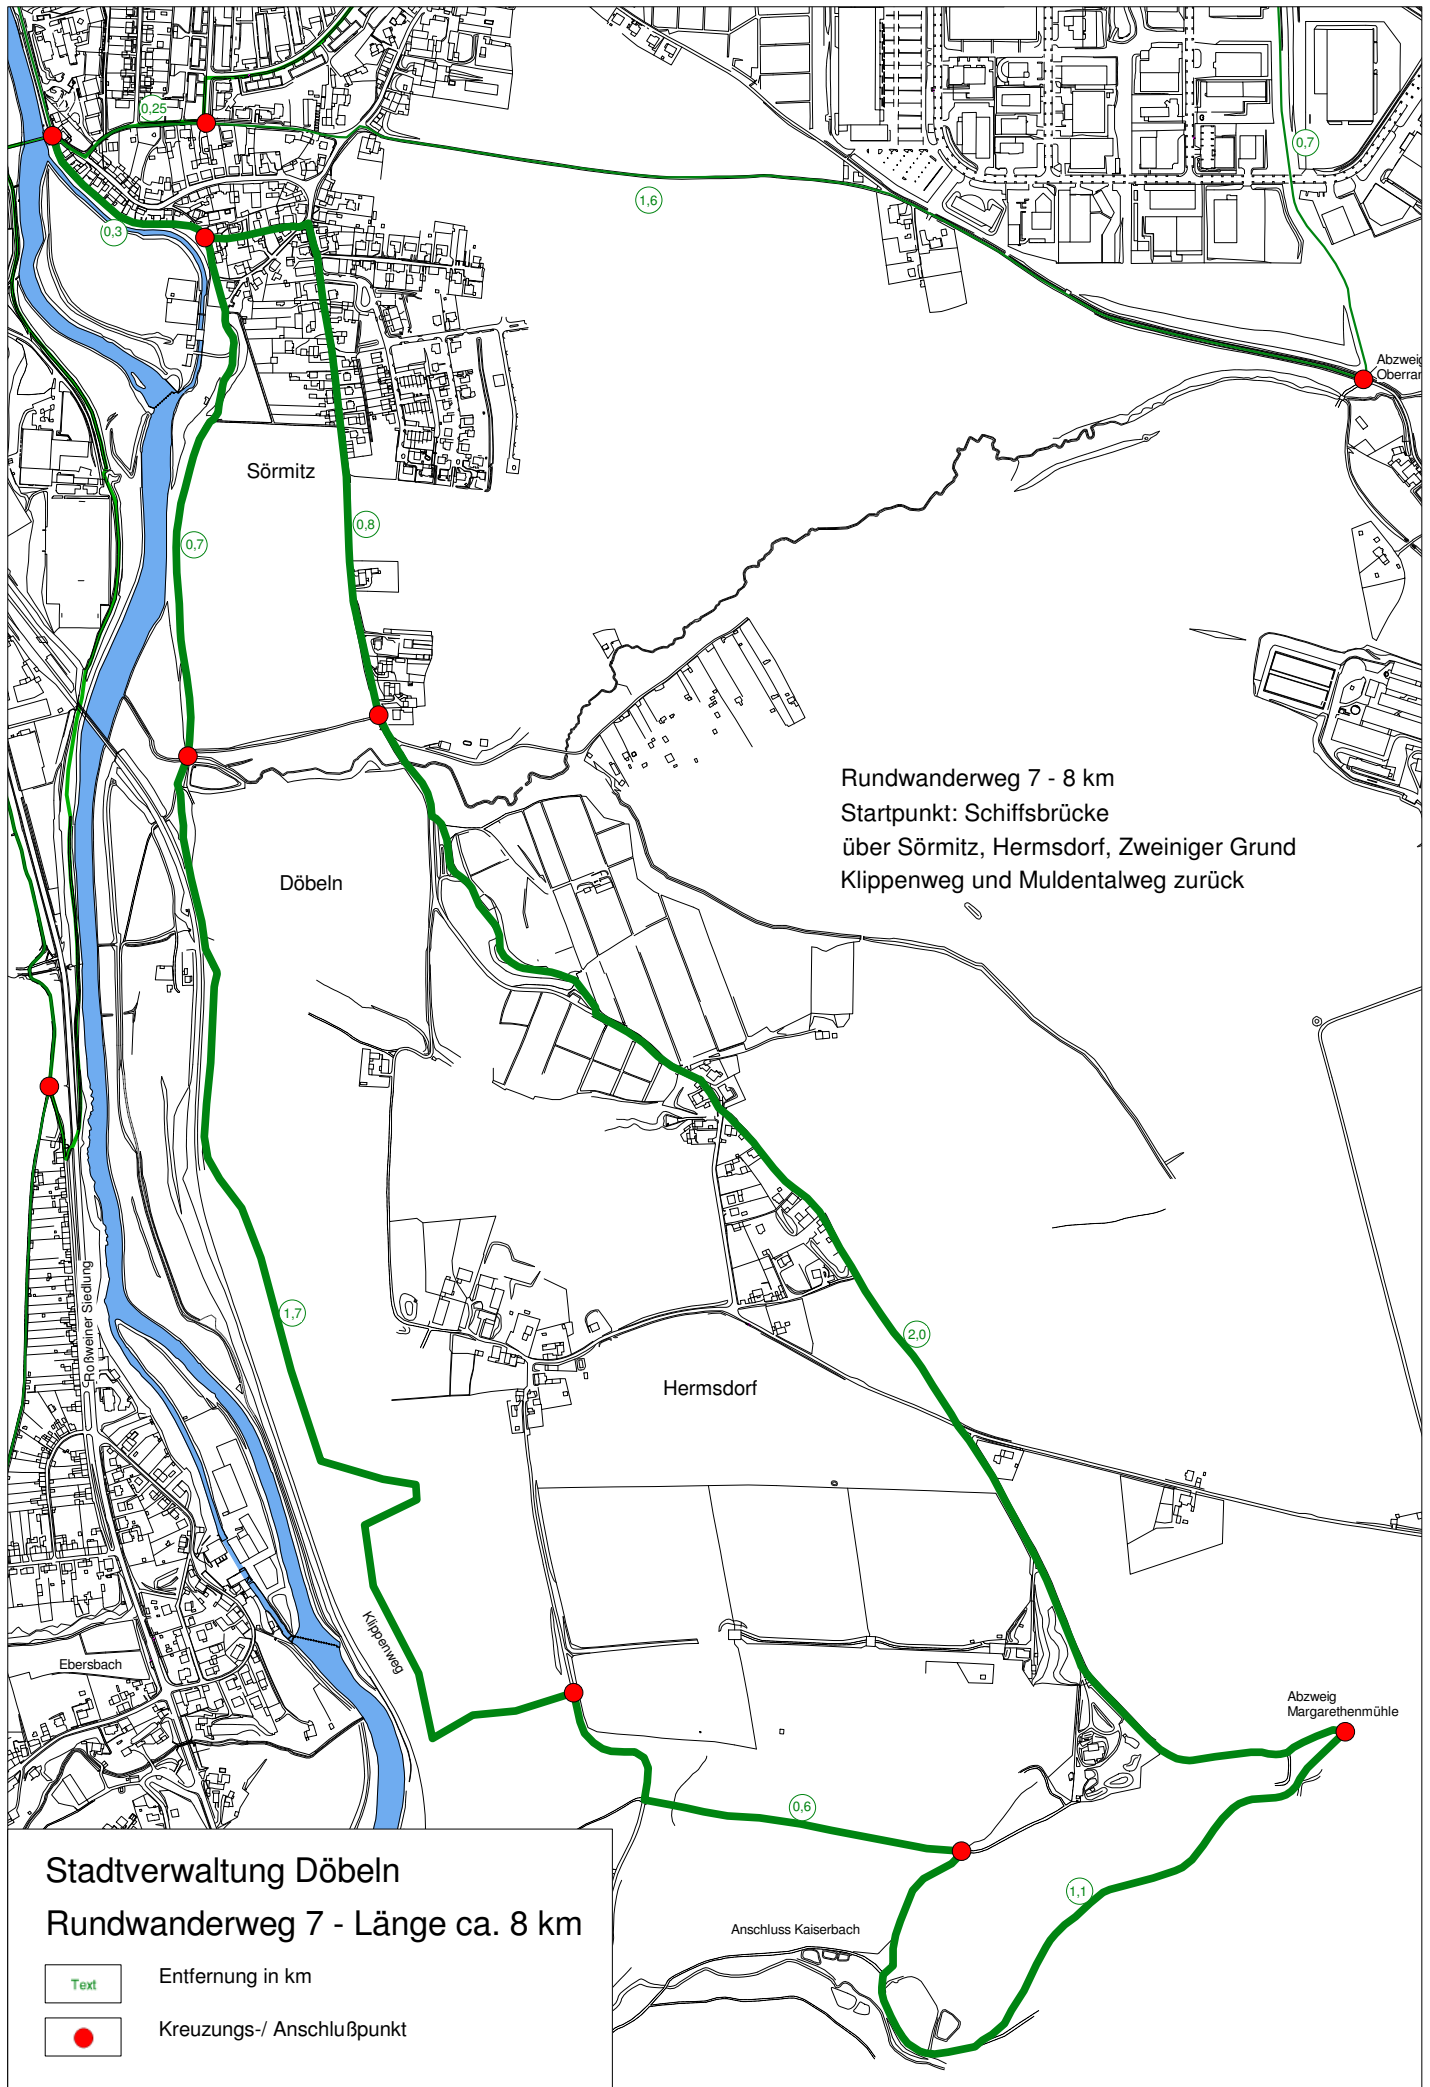 0,25
0,7
1,6
0,3
Abzweig
Sörmitz
0,8
0,7
Rundwanderweg 7 - 8 km
Startpunkt: Schiffsbrücke
über Sörmitz, Hermsdorf, Zweiniger Grund
Klippenweg und Muldentalweg zurück
Döbeln
Roßweiner Siedlung
1,7
2,0
Hermsdorf
Klippenweg
Ebersbach
Abzweig
Margarethenmühle
0,6
1,1
Anschluss Kaiserbach
Stadtverwaltung Döbeln
Rundwanderweg 7 - Länge ca. 8 km
Text Entfernung in km
Kreuzungs-/ Anschlußpunkt